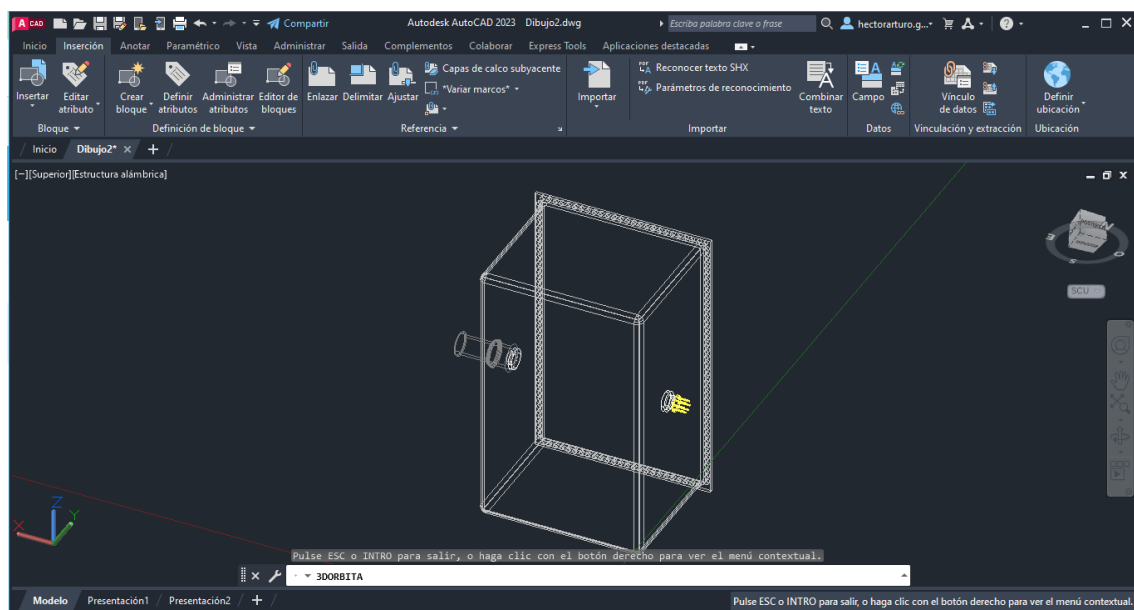 A CAD Compartir Autodesk AutoCAD 2023 Dibujo2.dwg Escriba palabra clave o frase hectorarturo.g...
Inicio Inserción Anotar Paramétrico Vista Administrar Salida Complementos Colaborar Express Tools Aplicaciones destacadas
Insertar Editar atributo Crear bloque Definir atributos Administrar atributos Editor de bloques Enlazar Delimitar Ajustar Capas de calco subyacente
*Variar marcos*
Importar Reconocer texto SHX
Parámetros de reconocimiento
Combinar texto Campo Vínculo de datos Definir ubicación
Bloque Definición de bloque Referencia Importar Datos Vinculación y extracción Ubicación
Inicio Dibujo2* × +
[−][Superior][Estructura alámbrica]
SCU
Z
Y
X
Pulse ESC o INTRO para salir, o haga clic con el botón derecho para ver el menú contextual.
3DORBITA
Modelo Presentación1 Presentación2 +
Pulse ESC o INTRO para salir, o haga clic con el botón derecho para ver el menú contextual.